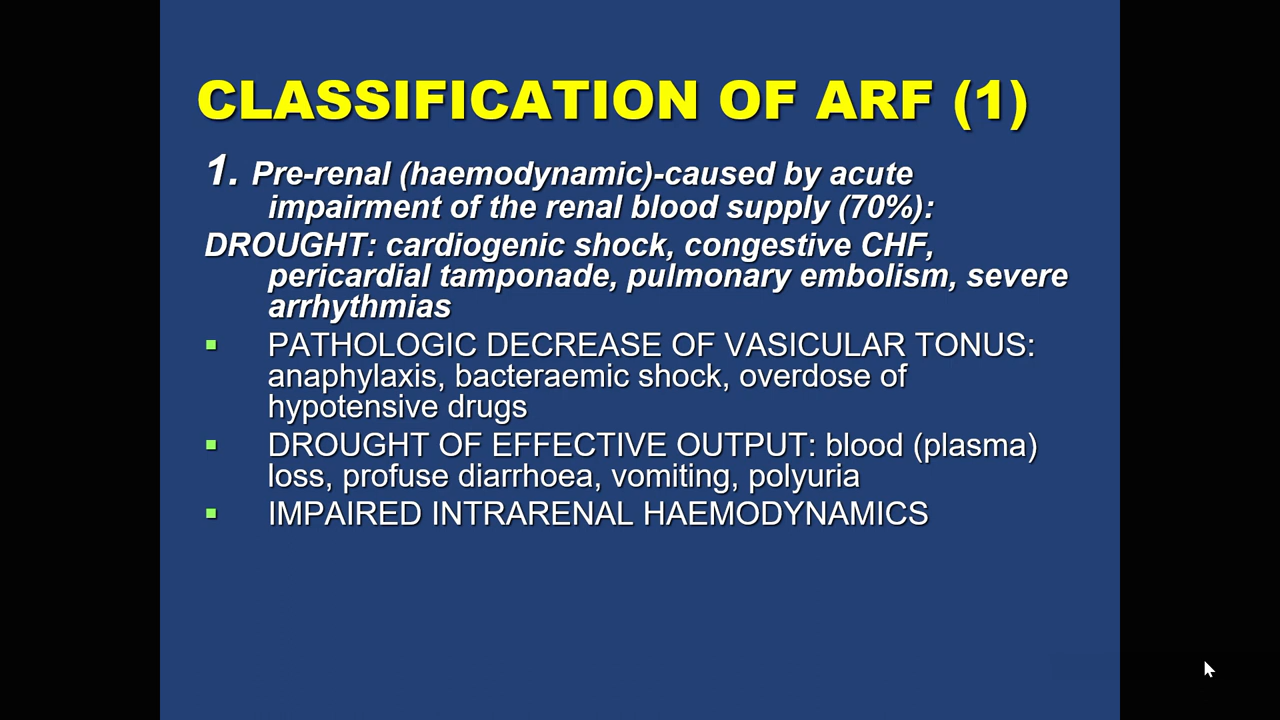 CLASSIFICATION OF ARF (1)
1. Pre-renal (haemodynamic)-caused by acute
impairment of the renal blood supply (70%):
DROUGHT: cardiogenic shock, congestive CHF,
pericardial tamponade, pulmonary embolism, severe
arrhythmias
▪ PATHOLOGIC DECREASE OF VASICULAR TONUS:
anaphylaxis, bacteraemic shock, overdose of
hypotensive drugs
▪ DROUGHT OF EFFECTIVE OUTPUT: blood (plasma)
loss, profuse diarrhoea, vomiting, polyuria
▪ IMPAIRED INTRARENAL HAEMODYNAMICS